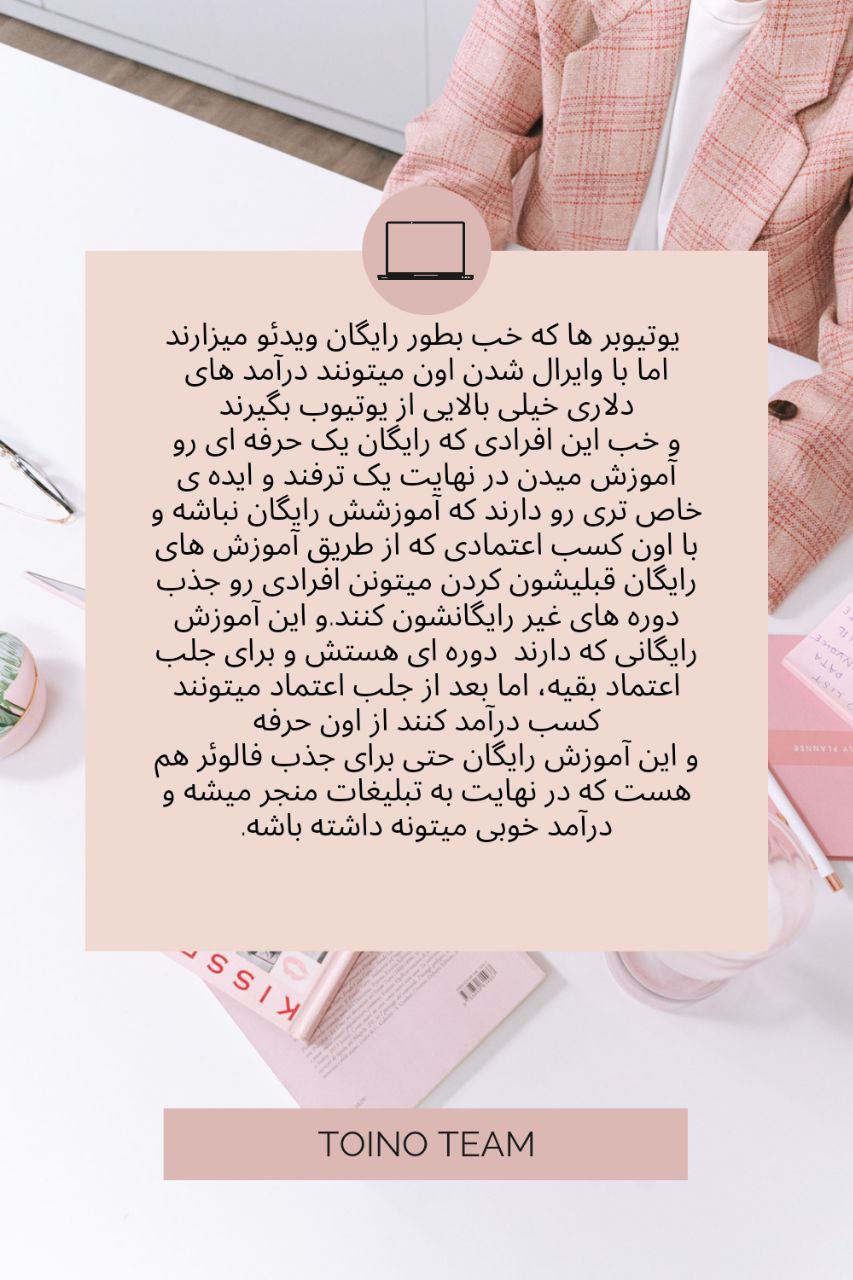 یوتیوبر ها که خب بطور رایگان ویدئو میزارند
اما با وایرال شدن اون میتونند درآمد های
دلاری خیلی بالایی از یوتیوب بگیرند
و خب این افرادی که رایگان یک حرفه ای رو
آموزش میدن در نهایت یک ترفند و ایده ی
خاص تری رو دارند که آموزشش رایگان نباشه و
با اون کسب اعتمادی که از طریق آموزش های
رایگان قبلیشون کردن میتونن افرادی رو جذب
دوره های غیر رایگانشون کنند.و این آموزش
رایگانی که دارند  دوره ای هستش و برای جلب
اعتماد بقیه، اما بعد از جلب اعتماد میتونند
کسب درآمد کنند از اون حرفه
و این آموزش رایگان حتی برای جذب فالوئر هم
هست که در نهایت به تبلیغات منجر میشه و
درآمد خوبی میتونه داشته باشه.
LIST
DATA
INVOICE
LY PLANNER
KISSE
TOINO TEAM